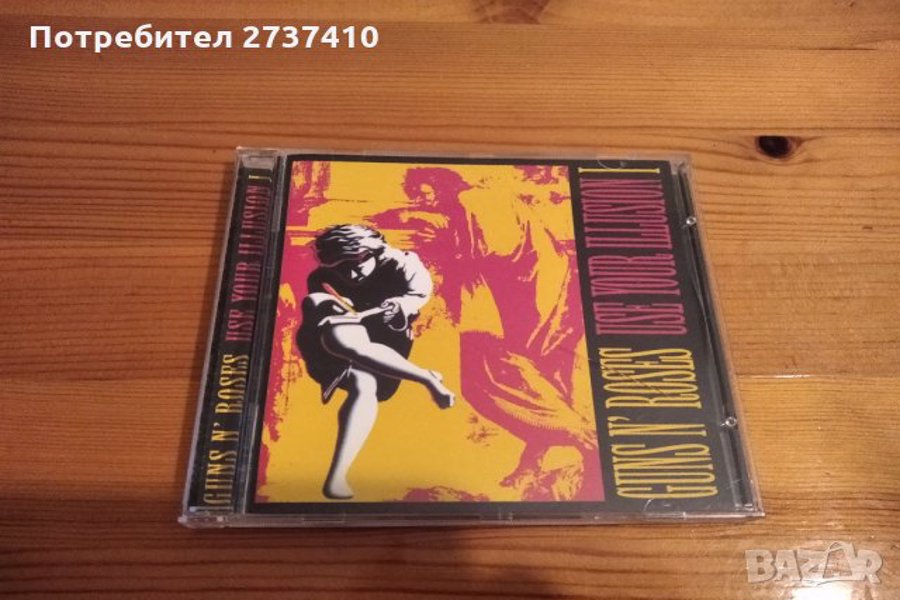 Потребител 2737410
GUNS N' ROSES USE YOUR ILLUSION I
GUNS N' ROSES USE YOUR ILLUSION I
BAZAR